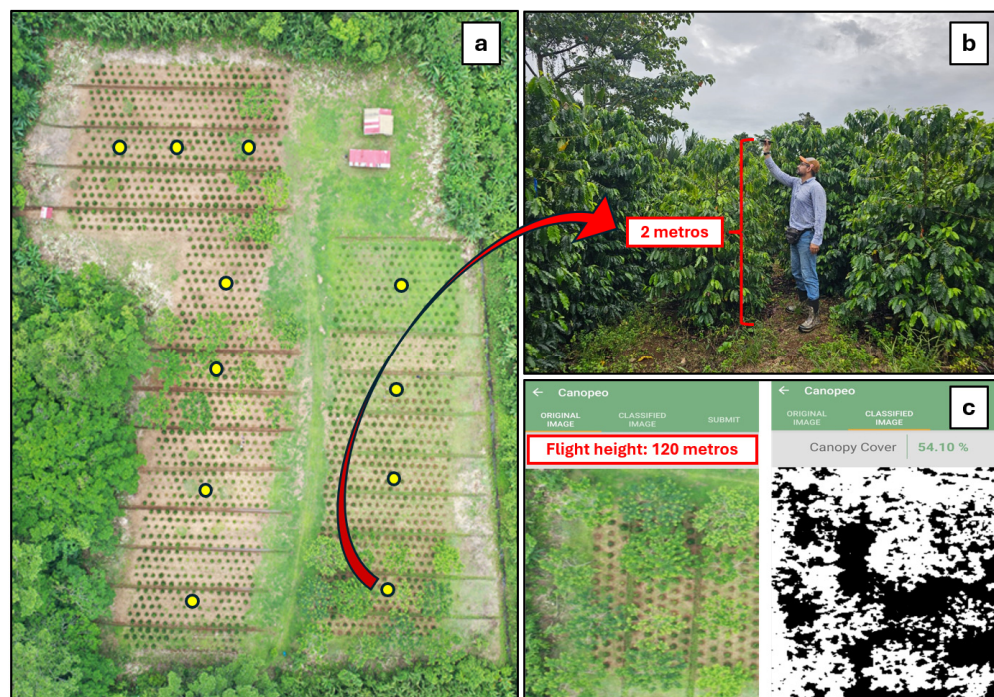 a
b
2 metros
c
← Canopeo
ORIGINAL
IMAGE
CLASSIFIED
IMAGE
SUBMIT
Flight height: 120 metros
← Canopeo
ORIGINAL
IMAGE
CLASSIFIED
IMAGE
Canopy Cover 54.10 %